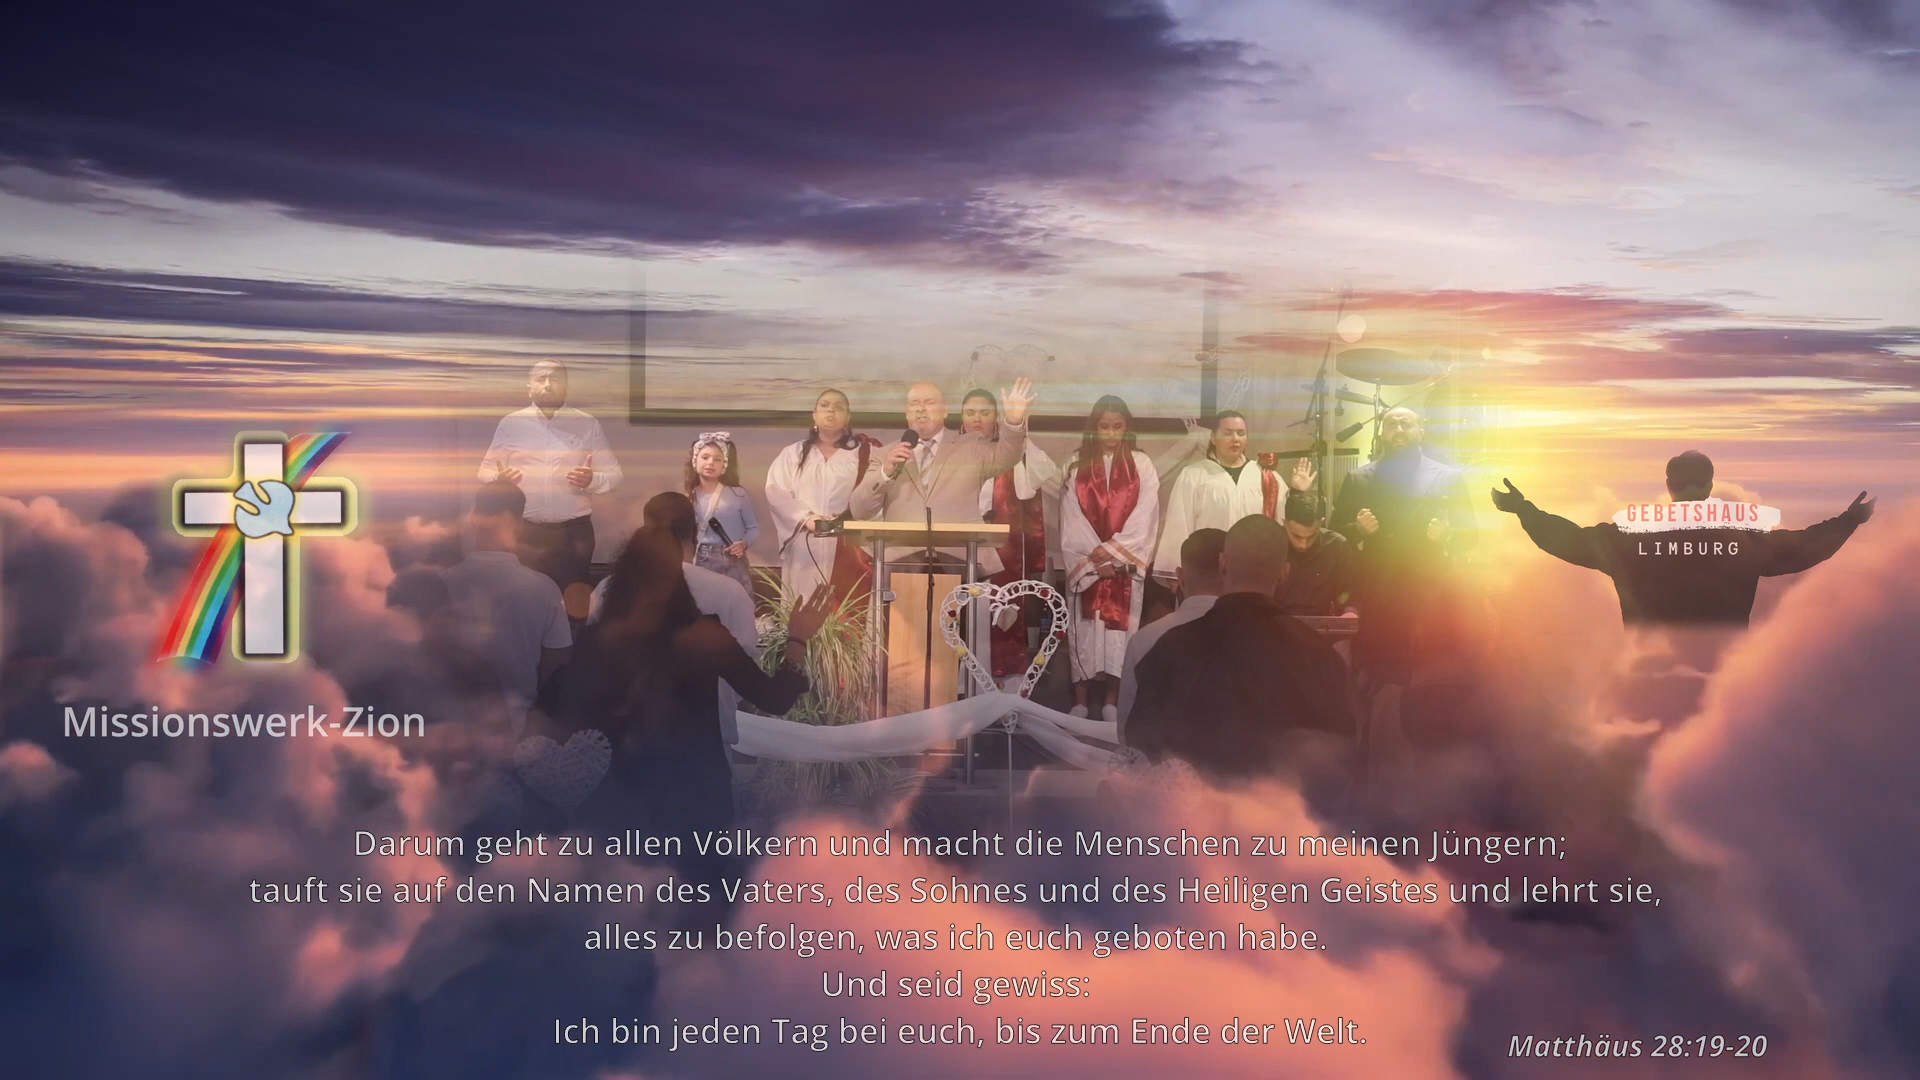 GEBETSHAUS
LIMBURG
Missionswerk-Zion
Darum geht zu allen Völkern und macht die Menschen zu meinen Jüngern;
tauft sie auf den Namen des Vaters, des Sohnes und des Heiligen Geistes und lehrt sie,
alles zu befolgen, was ich euch geboten habe.
Und seid gewiss:
Ich bin jeden Tag bei euch, bis zum Ende der Welt.
Matthäus 28:19-20